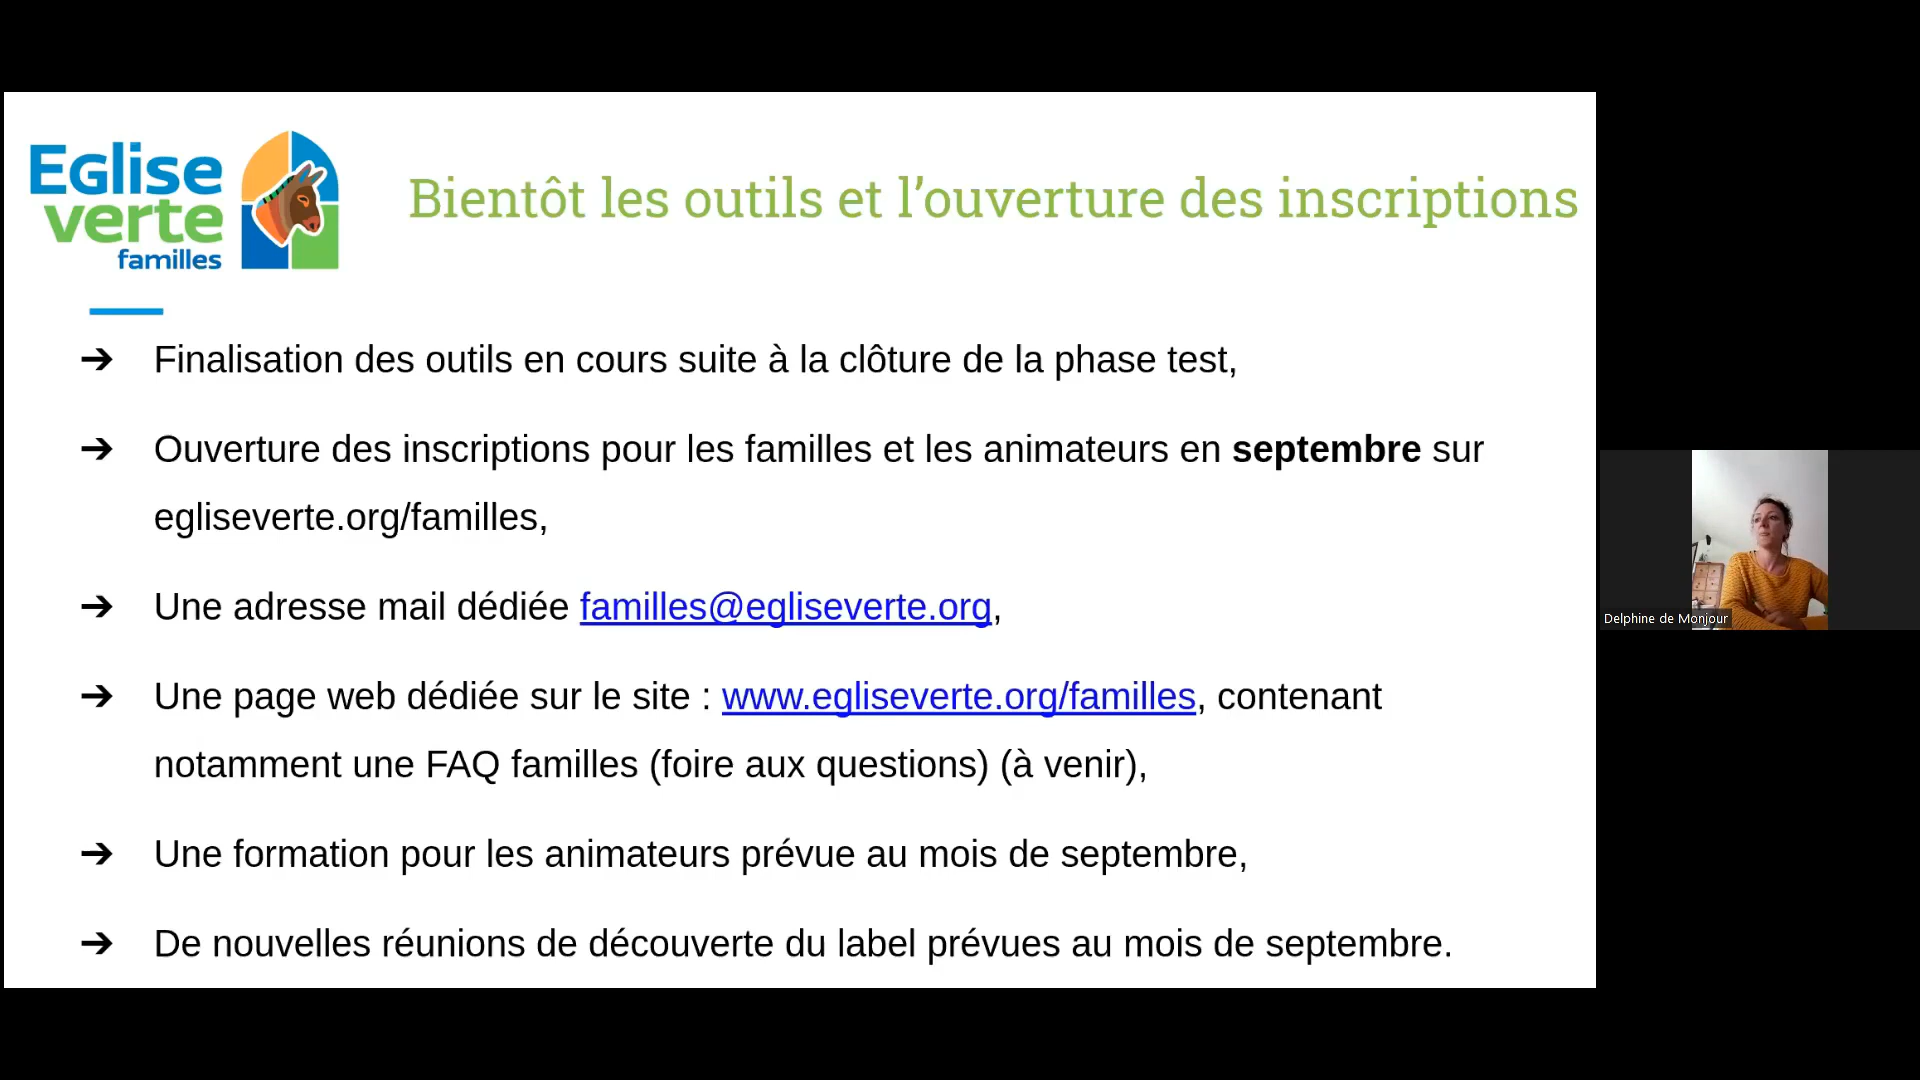 Eglise
verte
familles
Bientôt les outils et l’ouverture des inscriptions
➔ Finalisation des outils en cours suite à la clôture de la phase test,
➔ Ouverture des inscriptions pour les familles et les animateurs en septembre sur
egliseverte.org/familles,
➔ Une adresse mail dédiée familles@egliseverte.org,
➔ Une page web dédiée sur le site : www.egliseverte.org/familles, contenant
notamment une FAQ familles (foire aux questions) (à venir),
➔ Une formation pour les animateurs prévue au mois de septembre,
➔ De nouvelles réunions de découverte du label prévues au mois de septembre.
Delphine de Monjour